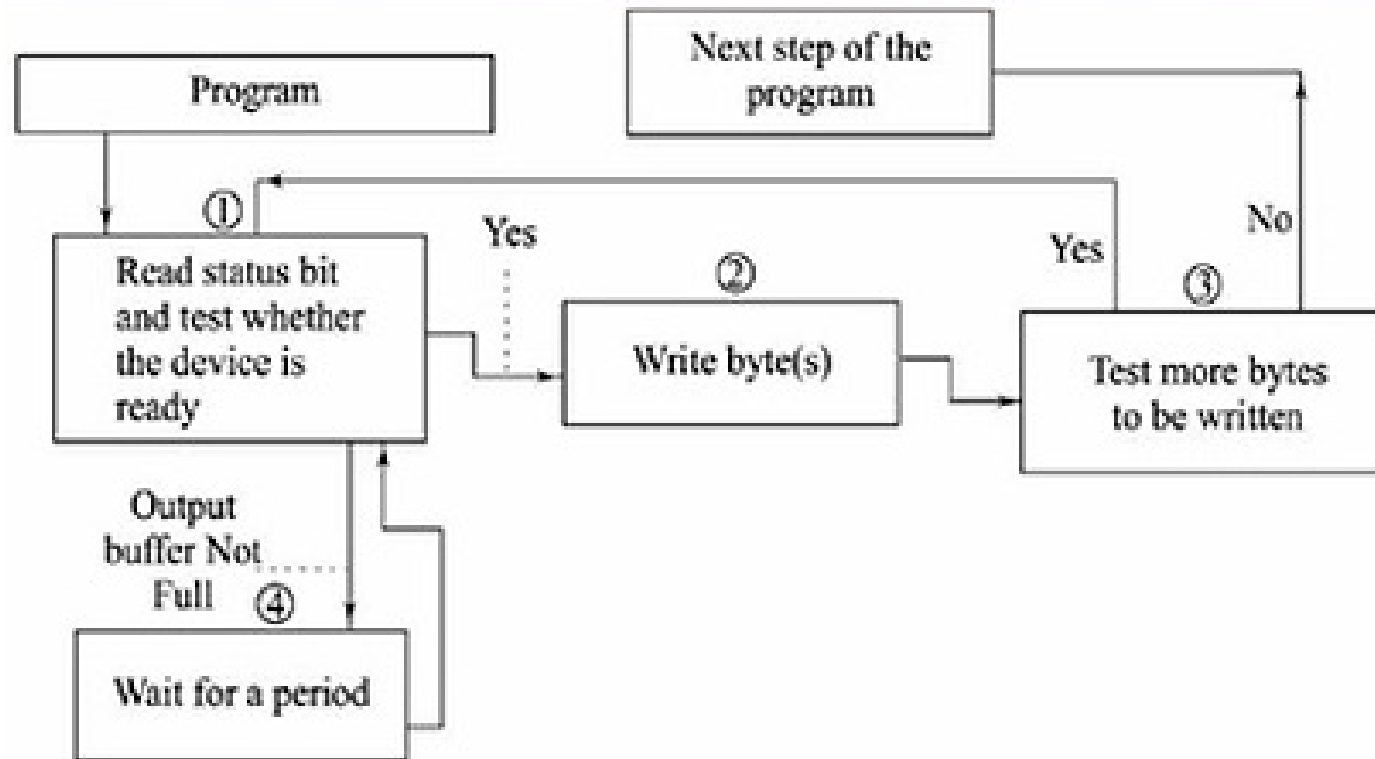 Next step of the
program
Program
①
Yes
Yes
No
Read status bit
and test whether
the device is
ready
②
Write byte(s)
③
Test more bytes
to be written
Output
buffer Not
Full
④
Wait for a period